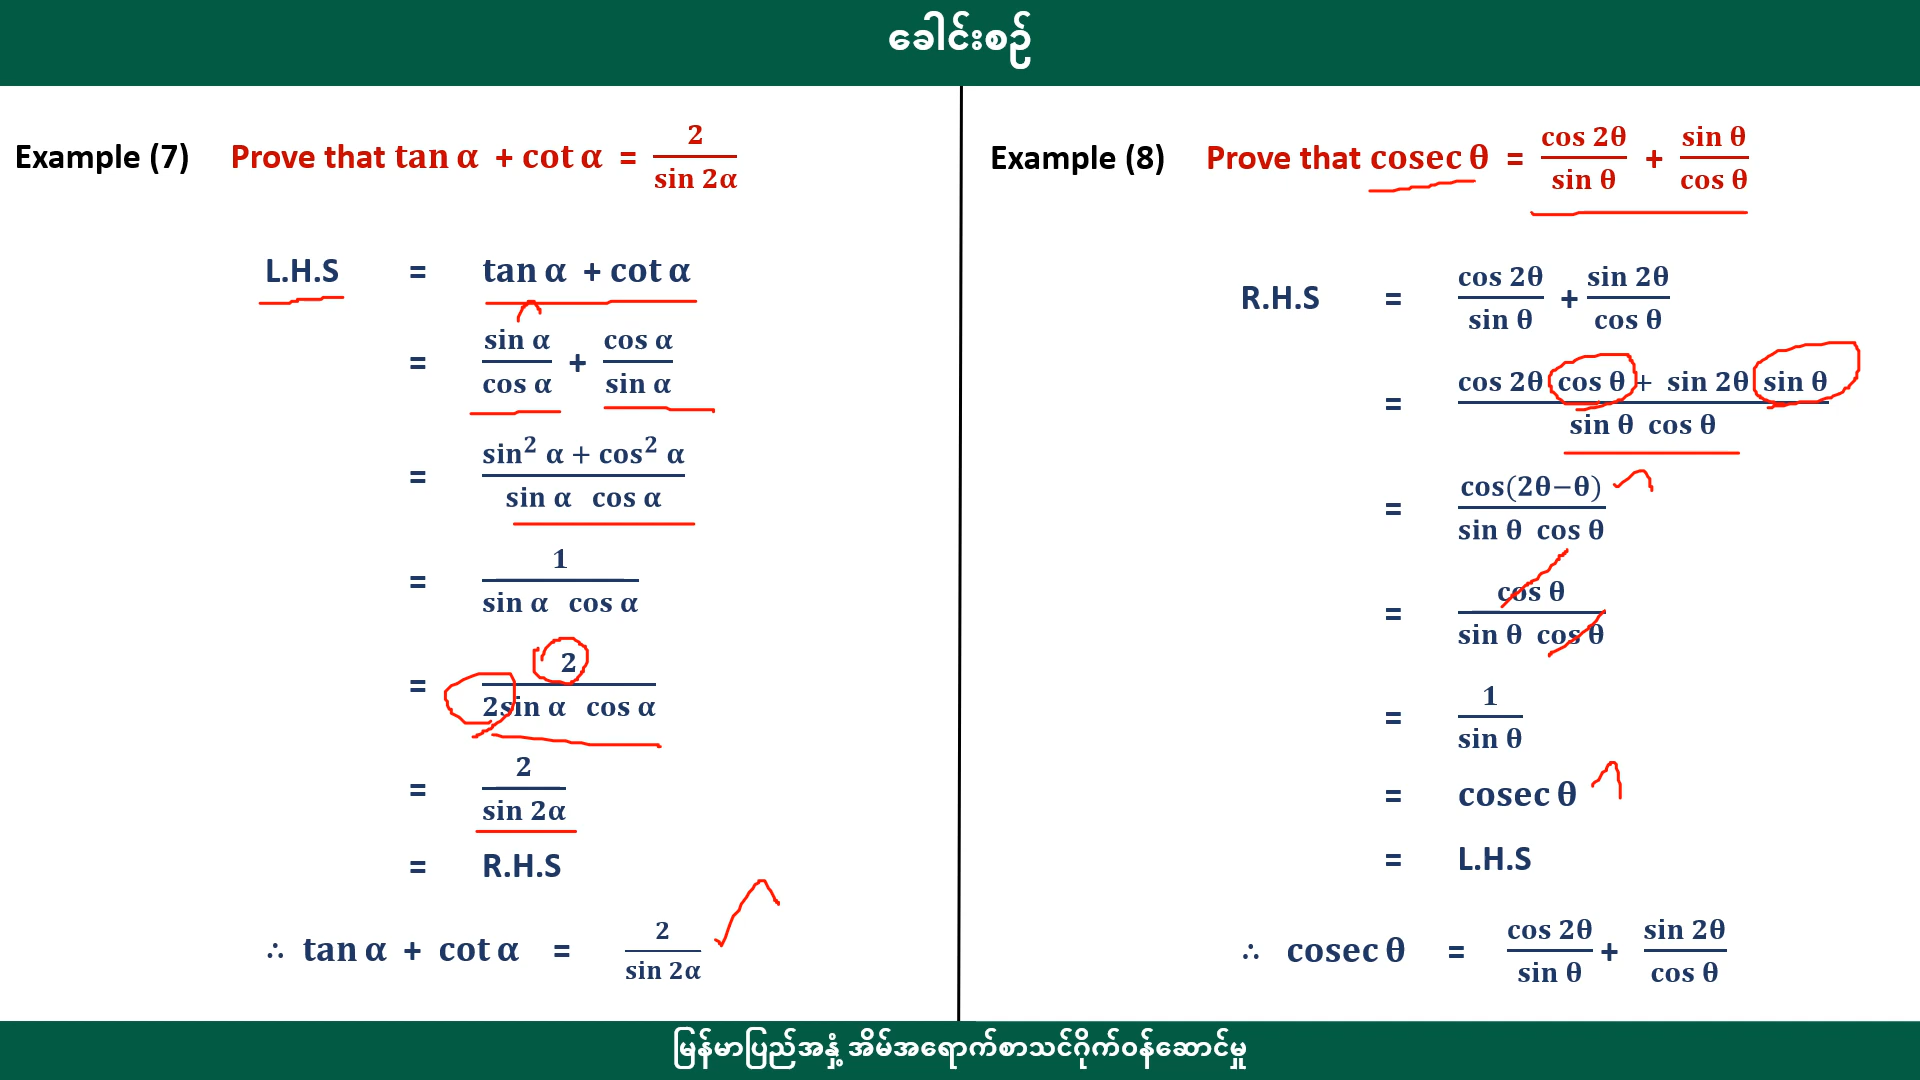 ခေါင်းစဉ်
Example (7) Prove that tan α + cot α = 2 / sin 2α
L.H.S = tan α + cot α
= sin α / cos α + cos α / sin α
= sin² α + cos² α / sin α cos α
= 1 / sin α cos α
= 2 / 2sin α cos α
= 2 / sin 2α
= R.H.S
∴ tan α + cot α = 2 / sin 2α
Example (8) Prove that cosec θ = cos 2θ / sin θ + sin θ / cos θ
R.H.S = cos 2θ / sin θ + sin 2θ / cos θ
= cos 2θ cos θ + sin 2θ sin θ / sin θ cos θ
= cos(2θ−θ) / sin θ cos θ
= cos θ / sin θ cos θ
= 1 / sin θ
= cosec θ
= L.H.S
∴ cosec θ = cos 2θ / sin θ + sin 2θ / cos θ
မြန်မာပြည်အနှံ့ အိမ်အရောက်စာသင်ဂိုက်ဝန်ဆောင်မှု